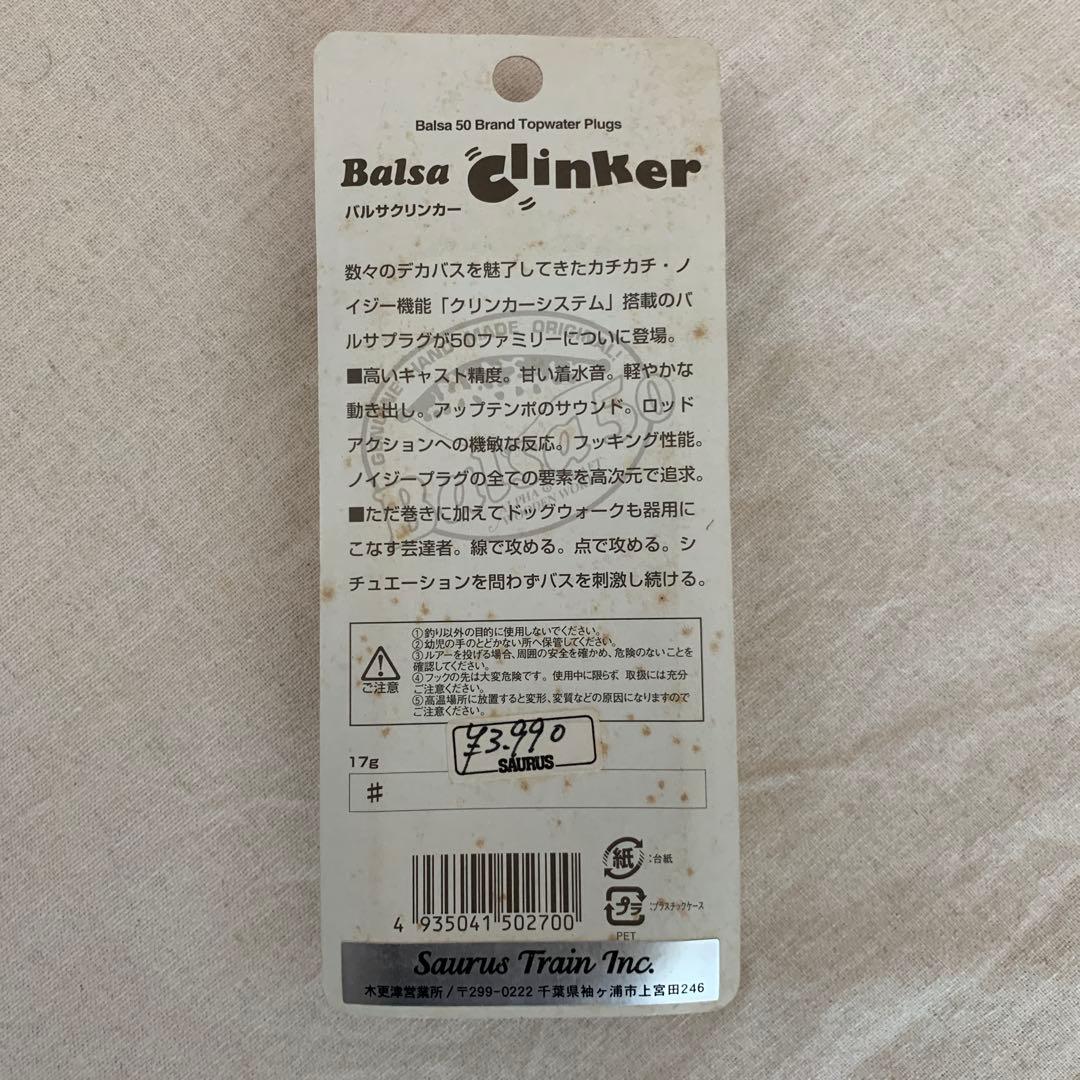 Balsa 50 Brand Topwater Plugs
Balsa Clinker
バルサクリンカー
数々のデカバスを魅了してきたカチカチ・ノ
イジー機能「クリンカーシステム」搭載のバ
ルサプラグが50ファミリーについに登場。
■高いキャスト精度。甘い着水音。軽やかな
動き出し。アップテンポのサウンド。ロッド
アクションへの機敏な反応。フッキング性能。
ノイジープラグの全ての要素を高次元で追求。
■ただ巻きに加えてドッグウォークも器用に
こなす芸達者。線で攻める。点で攻める。シ
チュエーションを問わずバスを刺激し続ける。
GENUINE HANDMADE ORIGINAL!
Balsa50
ご注意
①釣り以外の目的に使用しないでください。
②幼児の手のとどかない所へ保管してください。
③ルアーを投げる場合、周囲の安全を確かめ、危険のないことを
確認してください。
④フックの先は大変危険です。使用中に限らず 取扱には充分
ご注意ください。
⑤高温場所に放置すると変形、変質などの原因になりますので
ご注意ください。
¥3.990
SAURUS
17g
#
紙
:台紙
プラ
:プラスチックケース
PET
4 935041 502700
Saurus Train Inc.
木更津営業所/〒299-0222 千葉県袖ヶ浦市上宮田246